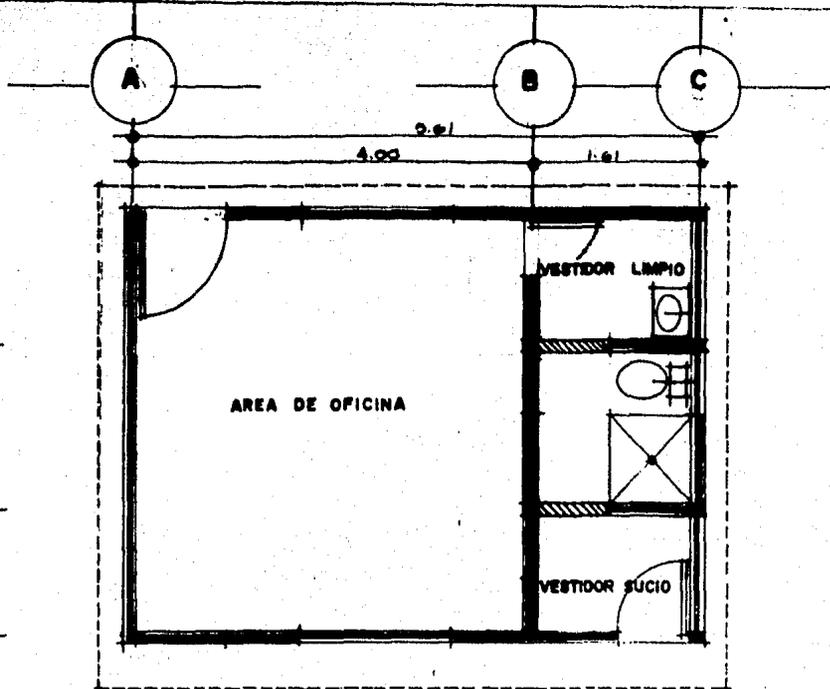 A B C
5.61
4.00 1.61
VESTIDOR LIMPIO
AREA DE OFICINA
VESTIDOR SUCIO